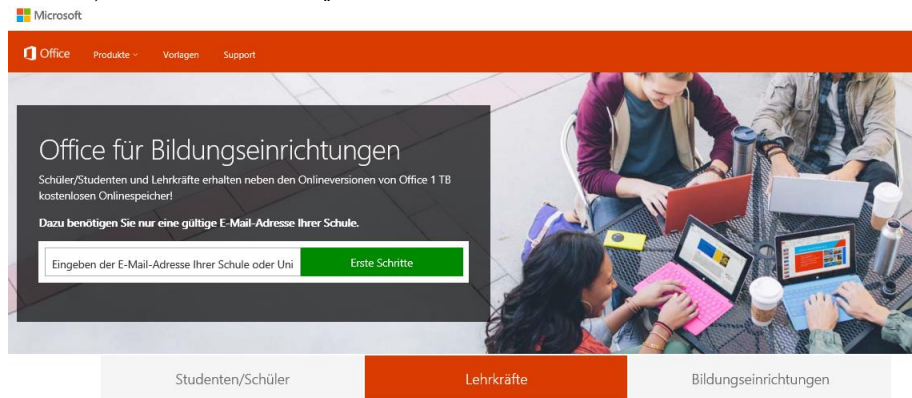 Microsoft
Office Produkte Vorlagen Support
Office für Bildungseinrichtungen
Schüler/Studenten und Lehrkräfte erhalten neben den Onlineversionen von Office 1 TB
kostenlosen Onlinespeicher!
Dazu benötigen Sie nur eine gültige E-Mail-Adresse Ihrer Schule.
Eingeben der E-Mail-Adresse Ihrer Schule oder Uni Erste Schritte
Studenten/Schüler Lehrkräfte Bildungseinrichtungen